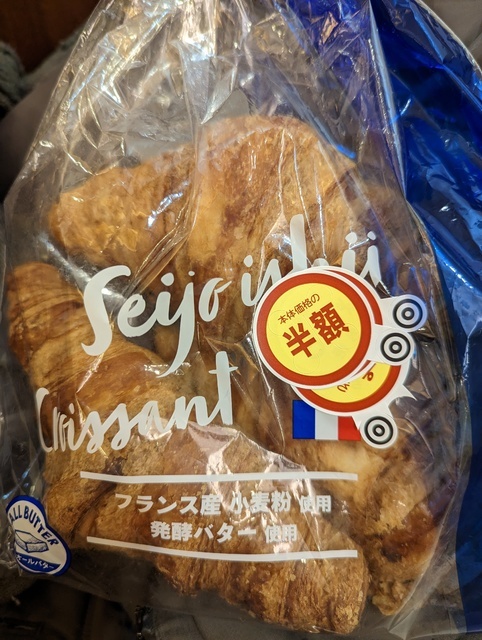 Seijo ishii
本体価格の
半額
Croissant
フランス産 小麦粉 使用
発酵バター 使用
ALL BUTTER
オールバター